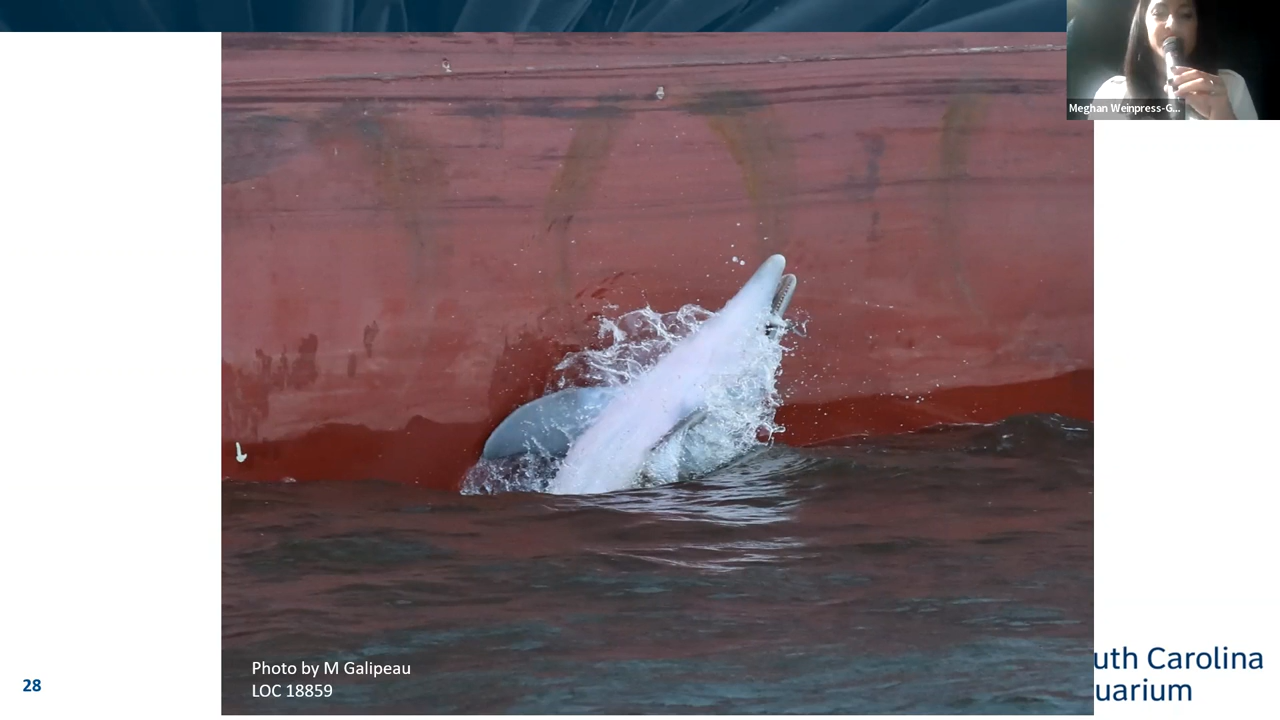 Meghan Weinpress-G...
Photo by M Galipeau
LOC 18859
28
uth Carolina
uarium